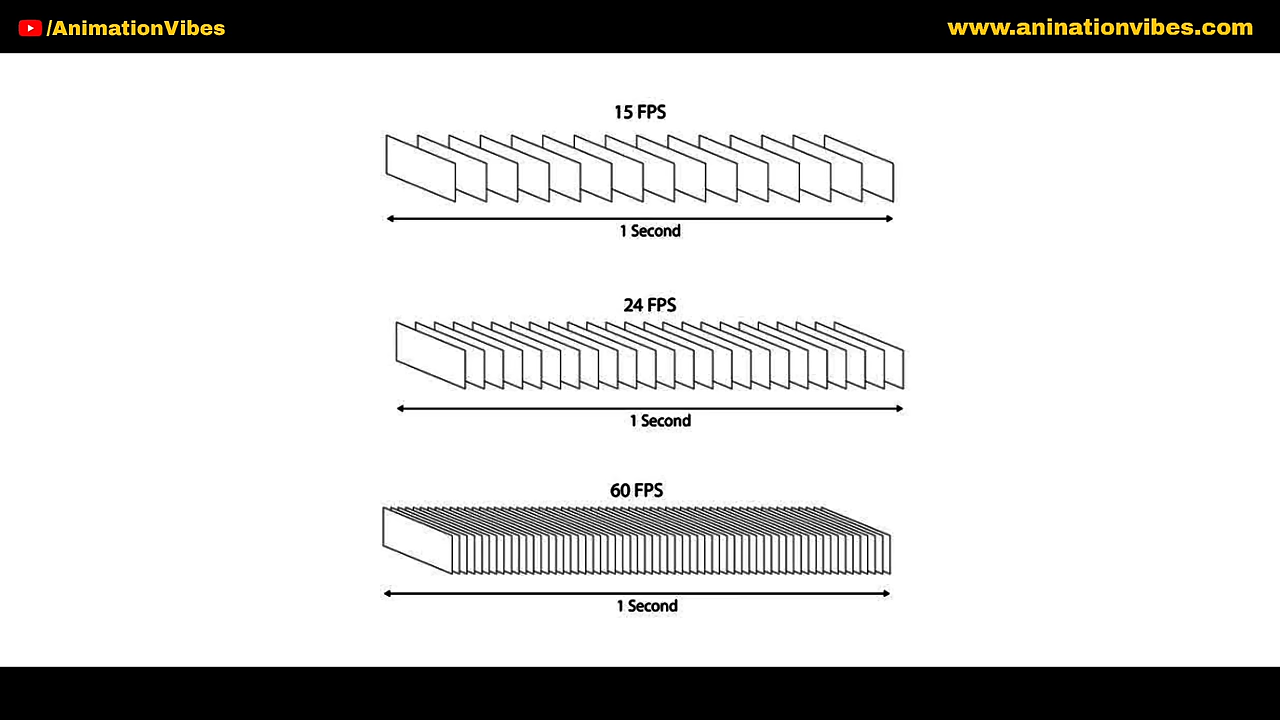 /AnimationVibes
www.aninationvibes.com
15 FPS
1 Second
24 FPS
1 Second
60 FPS
1 Second